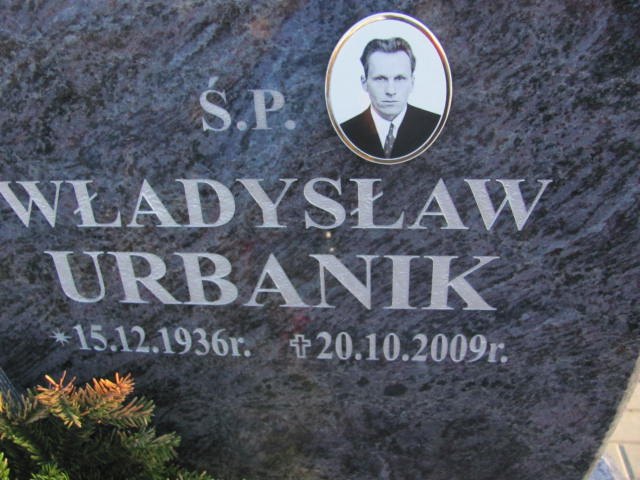 Ś.P.
WŁADYSŁAW
URBANIK
*15.12.1936r. ✝20.10.2009r.